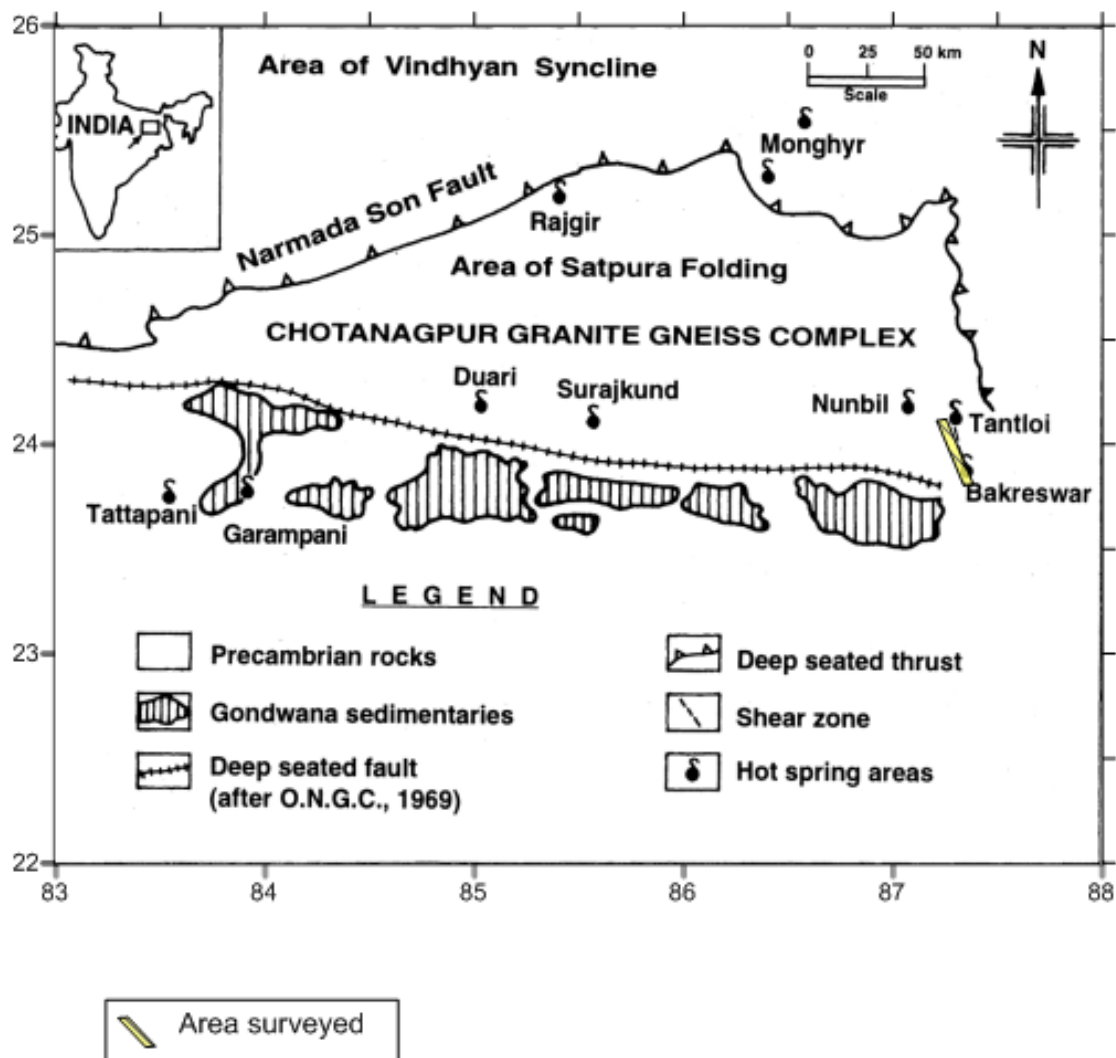 26
Area of Vindhyan Syncline
0 25 50 km
Scale
N
INDIA
Monghyr
Narmada Son Fault
Rajgir
25
Area of Satpura Folding
CHOTANAGPUR GRANITE GNEISS COMPLEX
Duari
Surajkund
Nunbil
Tantloi
24
Bakreswar
Tattapani
Garampani
LEGEND
23
Precambrian rocks
Gondwana sedimentaries
Deep seated fault
(after O.N.G.C., 1969)
Deep seated thrust
Shear zone
Hot spring areas
22
83 84 85 86 87 88
Area surveyed